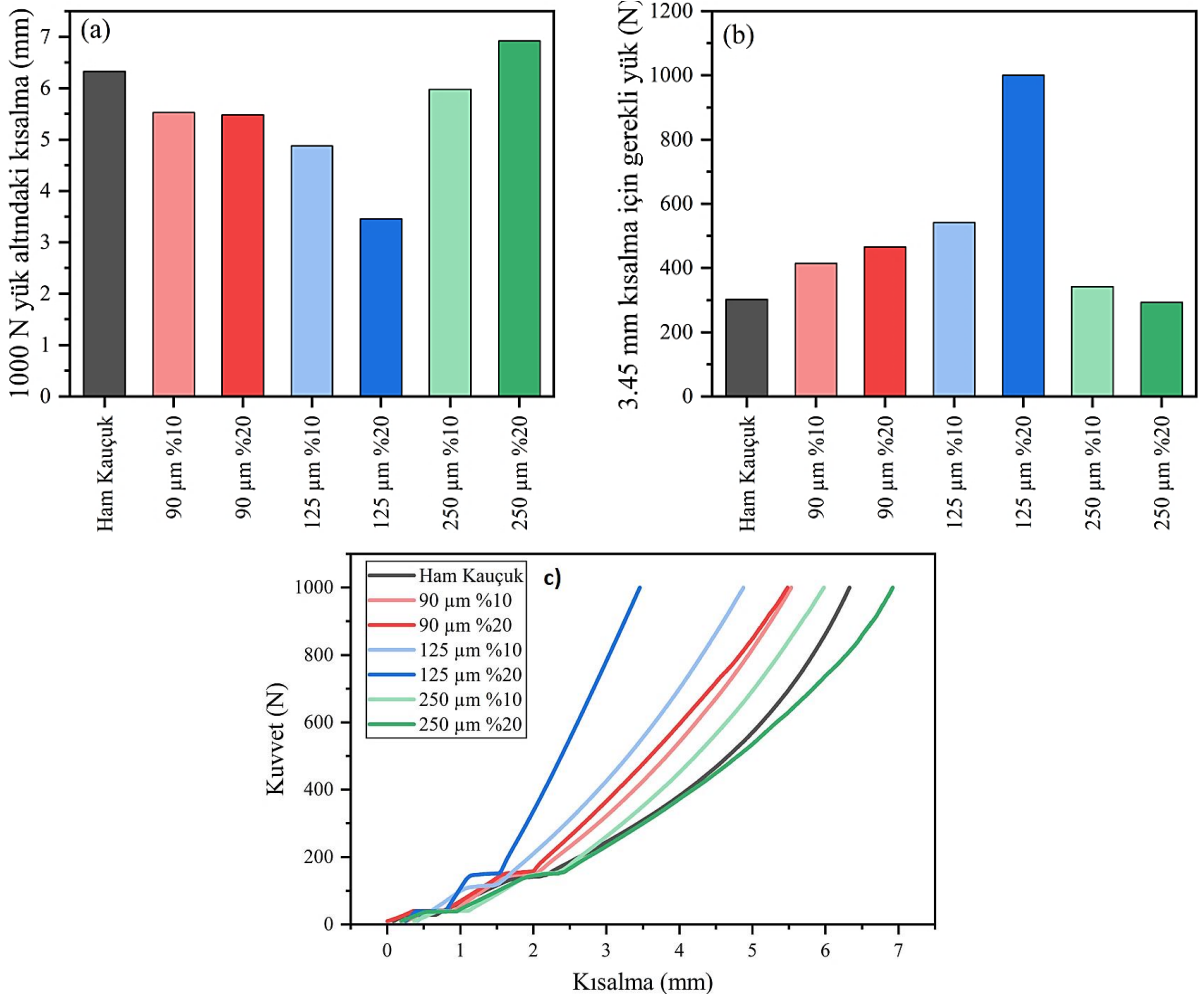 (a)
1000 N yük altındaki kısalma (mm)
7
6
5
4
3
2
1
0
Ham Kauçuk
90 µm %10
90 µm %20
125 µm %10
125 µm %20
250 µm %10
250 µm %20
(b)
3.45 mm kısalma için gerekli yük (N)
1200
1000
800
600
400
200
0
Ham Kauçuk
90 µm %10
90 µm %20
125 µm %10
125 µm %20
250 µm %10
250 µm %20
c)
Ham Kauçuk
90 µm %10
90 µm %20
125 µm %10
125 µm %20
250 µm %10
250 µm %20
Kuvvet (N)
1000
800
600
400
200
0
0 1 2 3 4 5 6 7
Kısalma (mm)